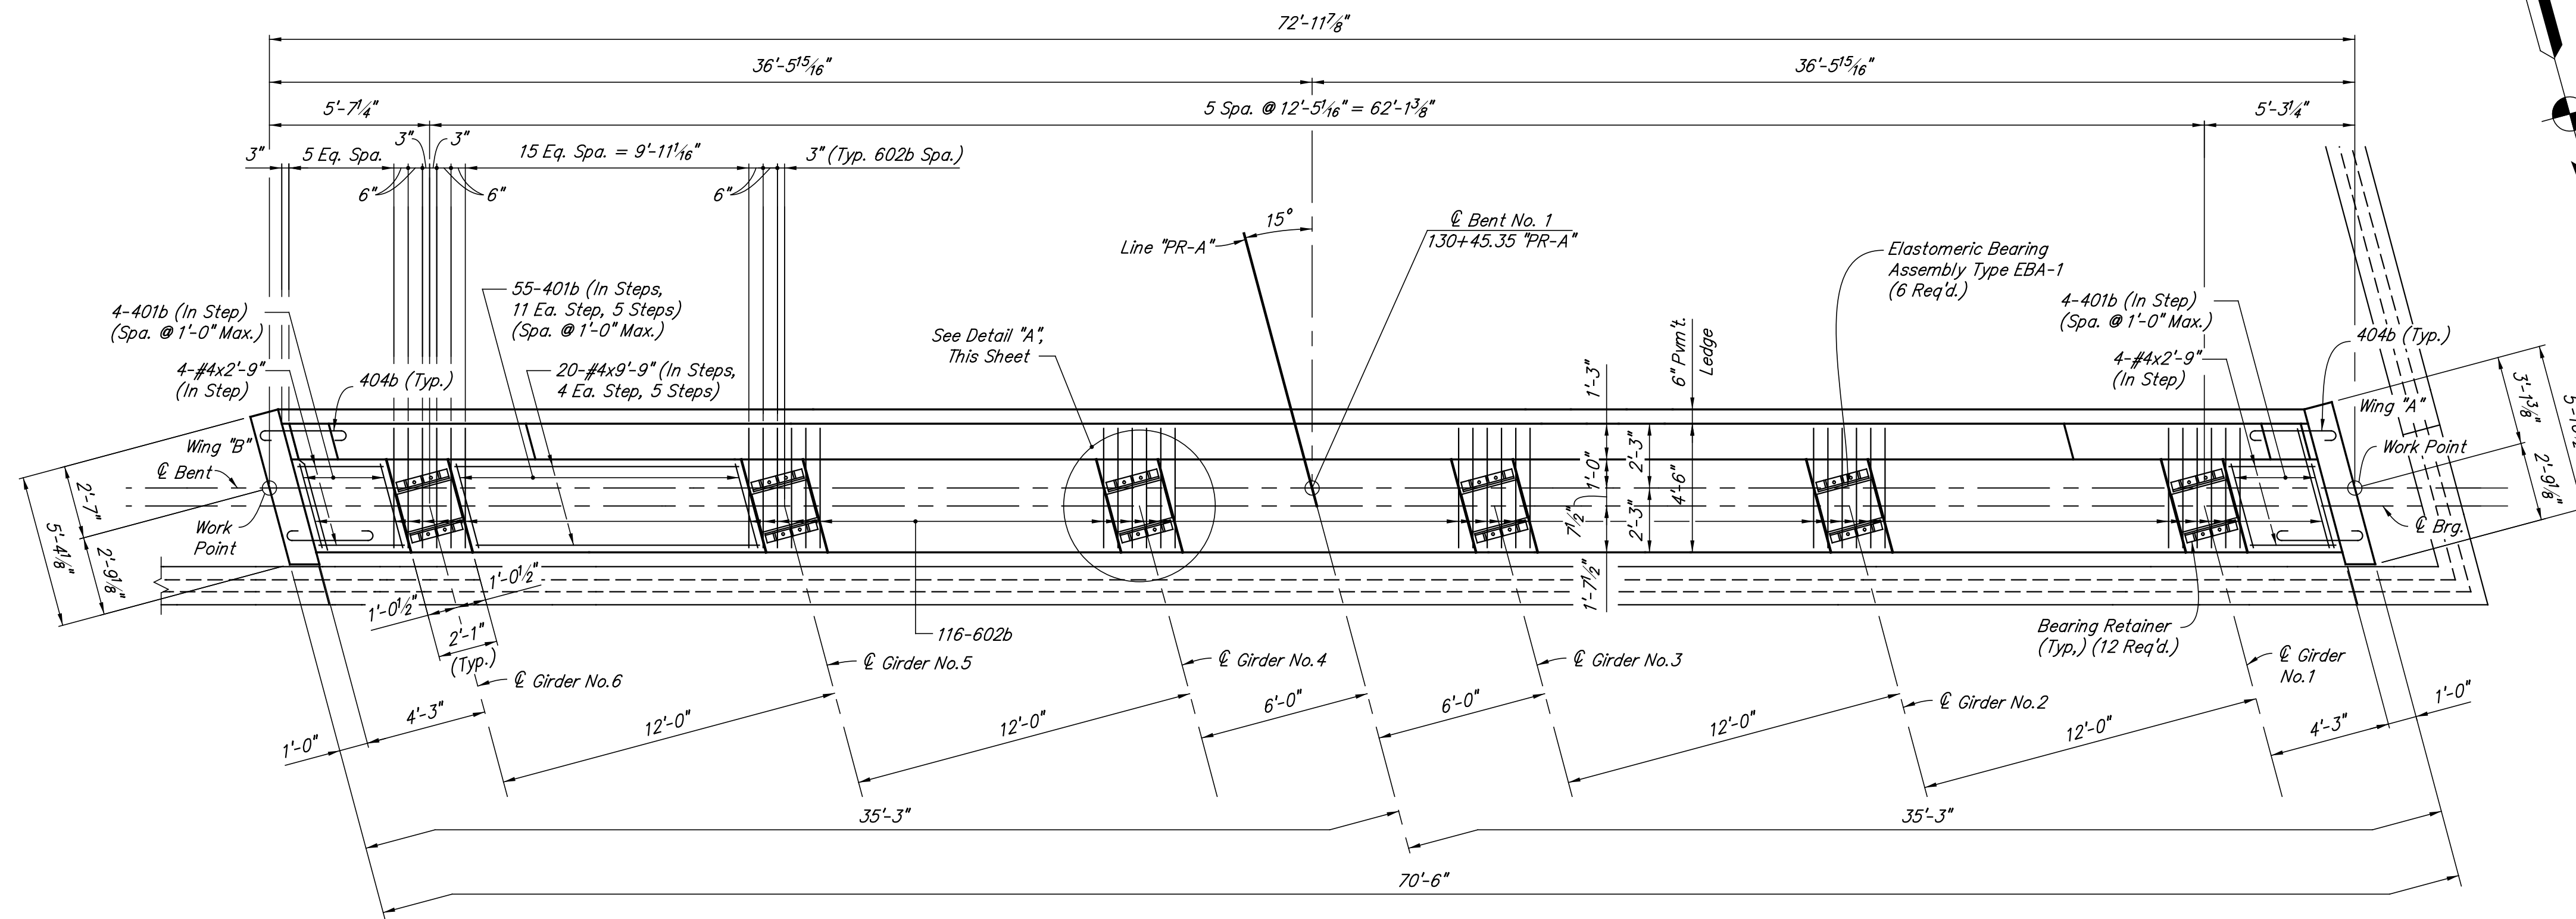 72'-11⅞"
36'-5 15/16"
36'-5 15/16"
5'-7¼"
5 Spa. @ 12'-5 1/16" = 62'-1⅜"
5'-3¼"
3"
5 Eq. Spa.
3"
3"
15 Eq. Spa. = 9'-11 1/16"
3" (Typ. 602b Spa.)
6"
6"
6"
15°
Line "PR-A"
℄ Bent No. 1
130+45.35 "PR-A"
Elastomeric Bearing
Assembly Type EBA-1
(6 Req'd.)
4-401b (In Step)
(Spa. @ 1'-0" Max.)
4-#4x2'-9"
(In Step)
404b (Typ.)
55-401b (In Steps,
11 Ea. Step, 5 Steps)
(Spa. @ 1'-0" Max.)
20-#4x9'-9" (In Steps,
4 Ea. Step, 5 Steps)
See Detail "A",
This Sheet
1'-3"
6" Pvm't.
Ledge
4-401b (In Step)
(Spa. @ 1'-0" Max.)
404b (Typ.)
4-#4x2'-9"
(In Step)
Wing "B"
℄ Bent
Work
Point
2'-7"
2'-9⅛"
5'-4⅛"
1'-0"
2'-3"
4'-6"
7½"
2'-3"
1'-7½"
Wing "A"
Work Point
℄ Brg.
3'-1⅜"
2'-9⅛"
1'-0½"
1'-0½"
2'-1"
(Typ.)
116-602b
Bearing Retainer
(Typ,) (12 Req'd.)
℄ Girder No.6
℄ Girder No.5
℄ Girder No.4
℄ Girder No.3
℄ Girder No.2
℄ Girder
No.1
1'-0"
4'-3"
12'-0"
12'-0"
6'-0"
6'-0"
12'-0"
12'-0"
4'-3"
1'-0"
35'-3"
35'-3"
70'-6"